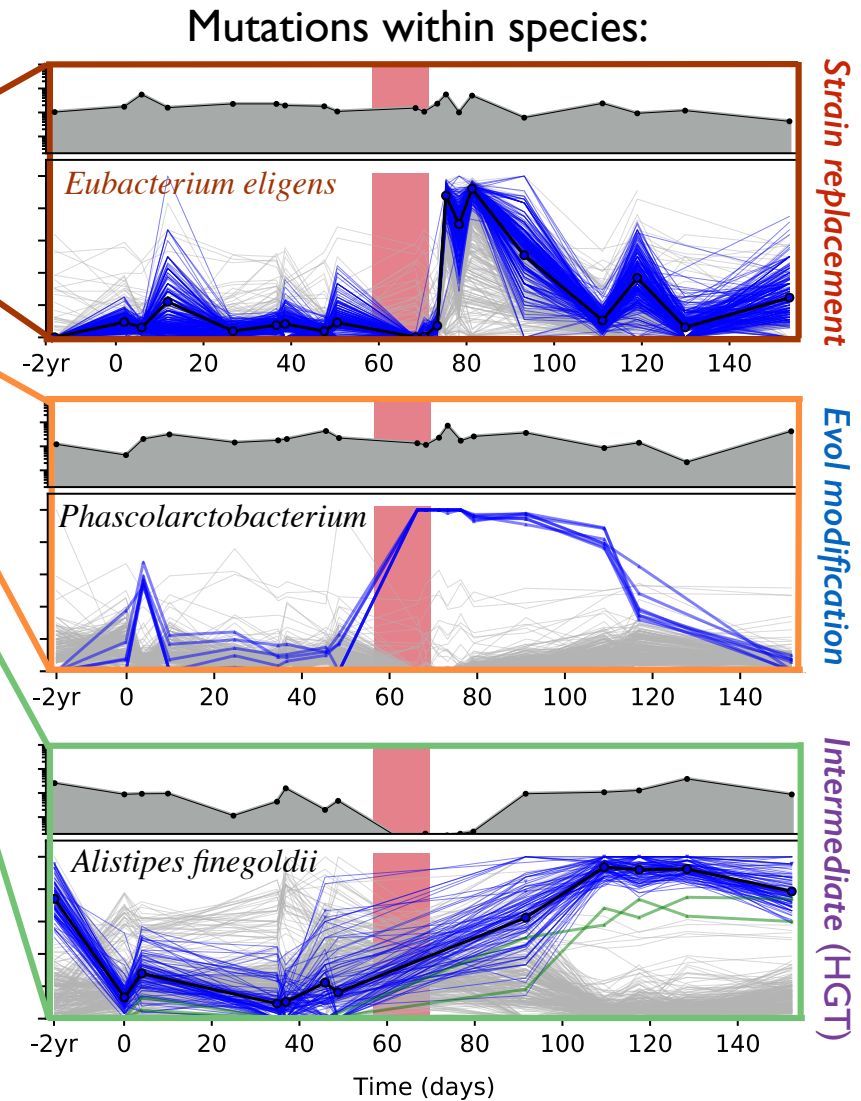 Mutations within species:
Eubacterium eligens
-2yr 0 20 40 60 80 100 120 140
Strain replacement
Phascolarctobacterium
-2yr 0 20 40 60 80 100 120 140
Evol modification
Alistipes finegoldii
-2yr 0 20 40 60 80 100 120 140
Time (days)
Intermediate (HGT)